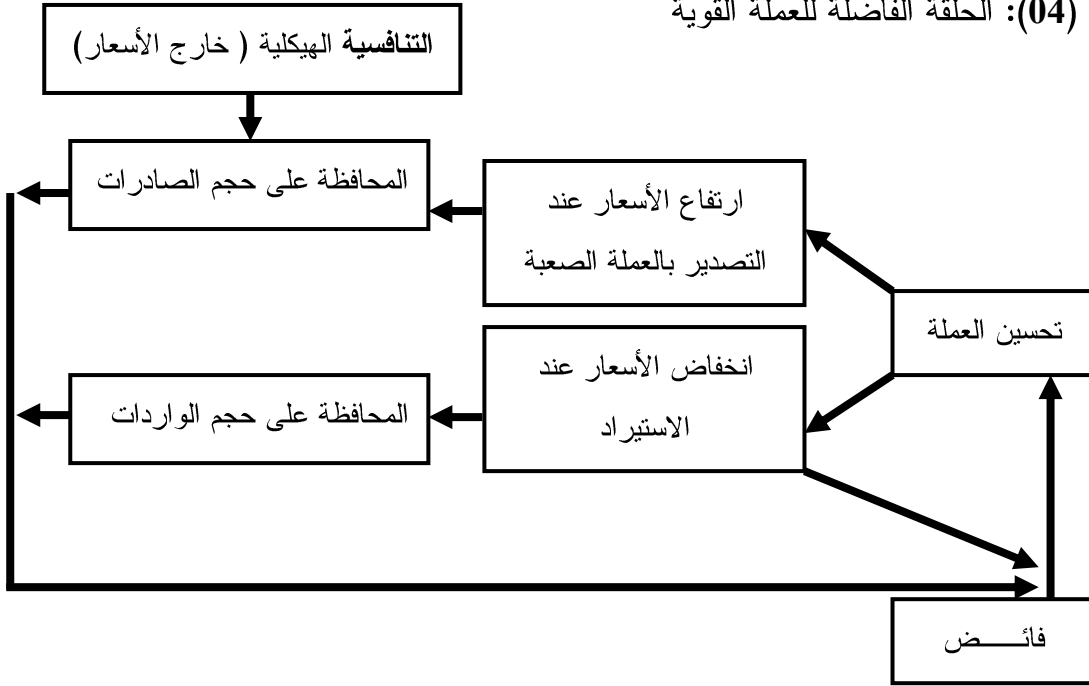 (04): الحلقة الفاضلة للعملة القوية
التنافسية الهيكلية ( خارج الأسعار)
المحافظة على حجم الصادرات
ارتفاع الأسعار عند
التصدير بالعملة الصعبة
تحسين العملة
انخفاض الأسعار عند
الاستيراد
المحافظة على حجم الواردات
فائـــــض